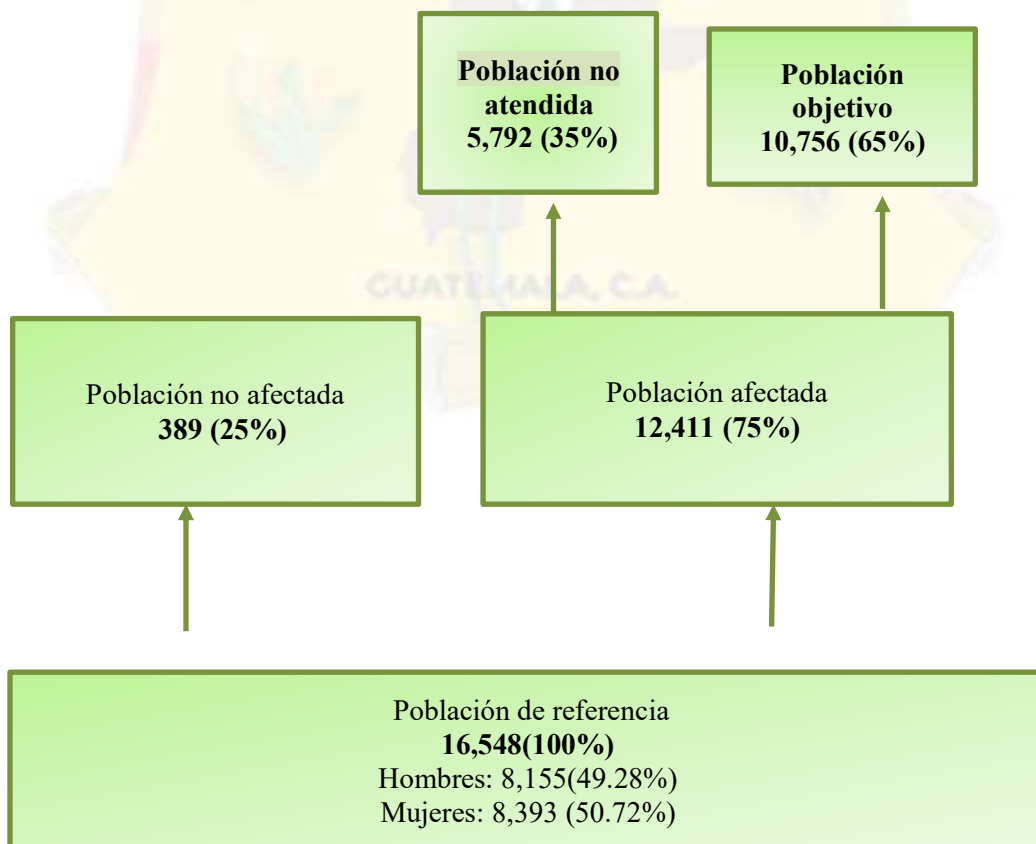 Población no
atendida
5,792 (35%)
Población
objetivo
10,756 (65%)
GUATEMALA, C.A.
Población no afectada
389 (25%)
Población afectada
12,411 (75%)
Población de referencia
16,548(100%)
Hombres: 8,155(49.28%)
Mujeres: 8,393 (50.72%)